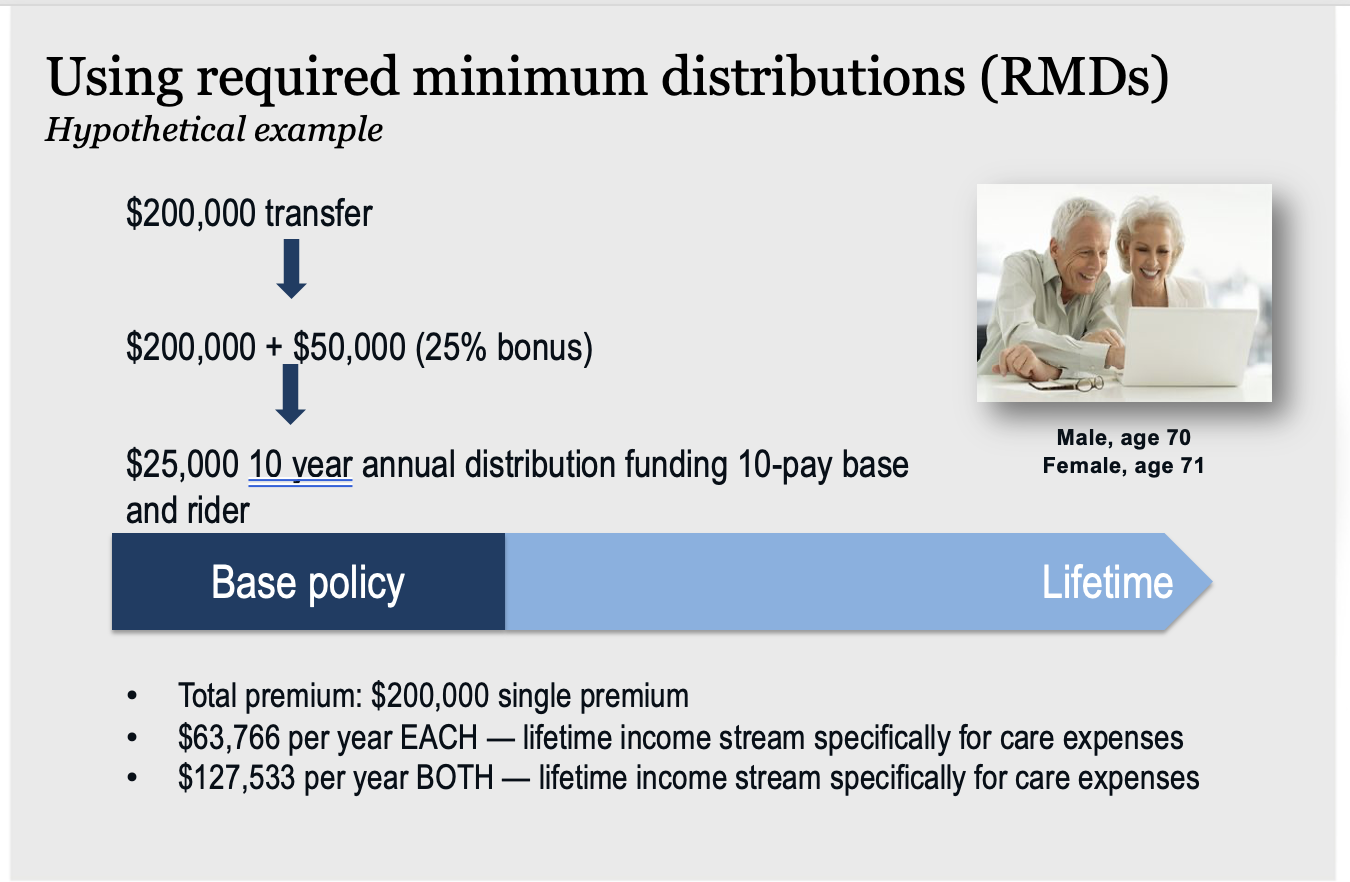 Using required minimum distributions (RMDs)
Hypothetical example
$200,000 transfer
$200,000 + $50,000 (25% bonus)
$25,000 10 year annual distribution funding 10-pay base
and rider
Male, age 70
Female, age 71
Base policy
Lifetime
• Total premium: $200,000 single premium
• $63,766 per year EACH — lifetime income stream specifically for care expenses
• $127,533 per year BOTH — lifetime income stream specifically for care expenses